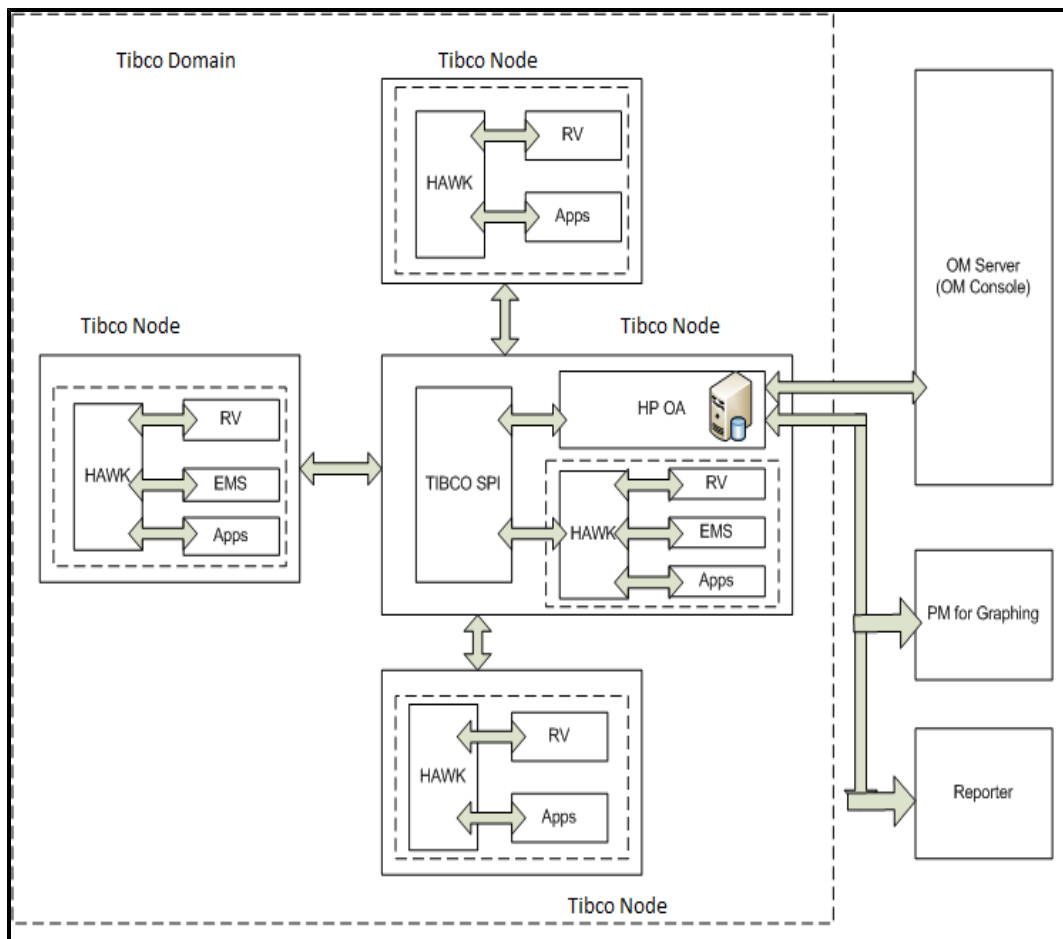 Tibco Domain
Tibco Node
HAWK
RV
Apps
OM Server
(OM Console)
Tibco Node
HAWK
RV
EMS
Apps
Tibco Node
TIBCO SPI
HP OA
HAWK
RV
EMS
Apps
PM for Graphing
HAWK
RV
Apps
Reporter
Tibco Node